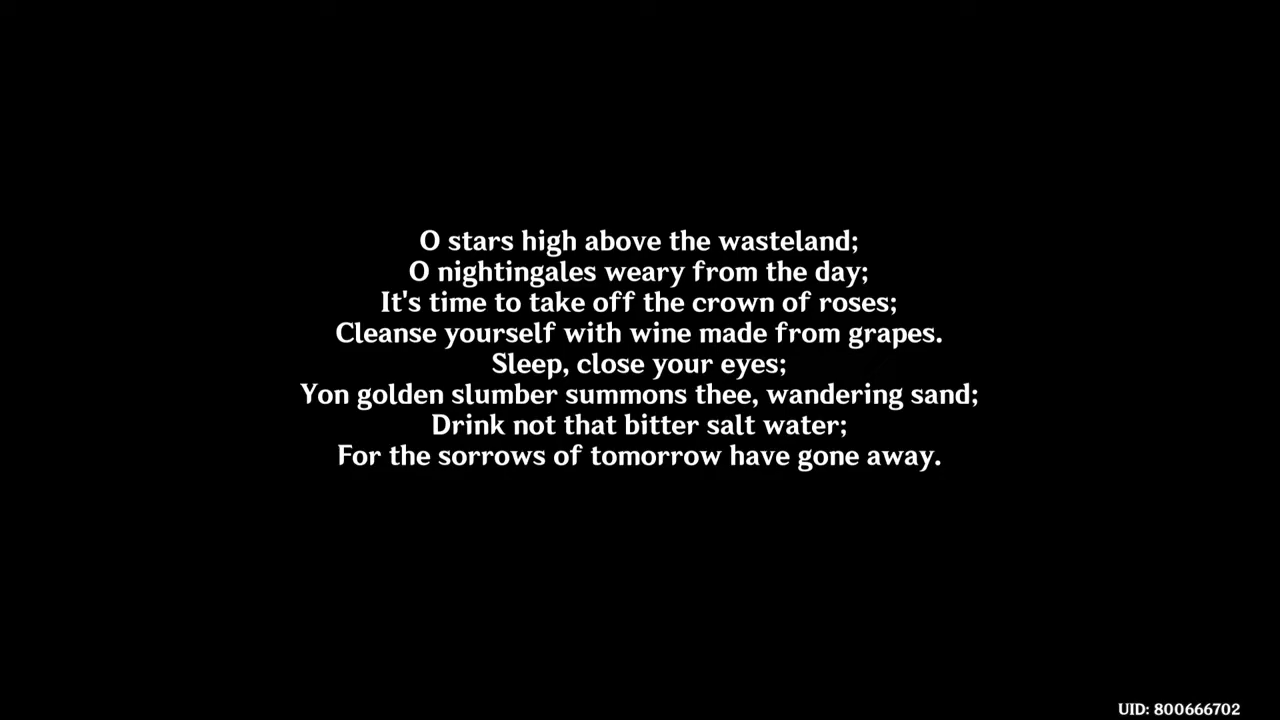 O stars high above the wasteland;
O nightingales weary from the day;
It's time to take off the crown of roses;
Cleanse yourself with wine made from grapes.
Sleep, close your eyes;
Yon golden slumber summons thee, wandering sand;
Drink not that bitter salt water;
For the sorrows of tomorrow have gone away.
UID: 800666702